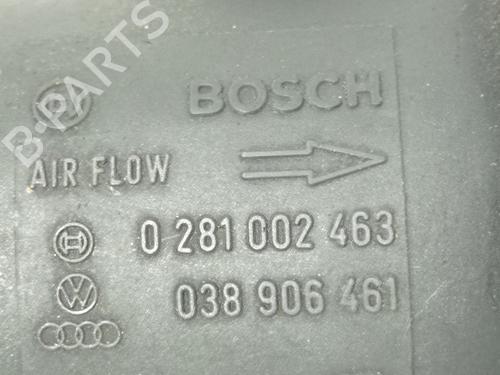 BOSCH
AIR FLOW
0 281 002 463
038 906 461
B-PARTS